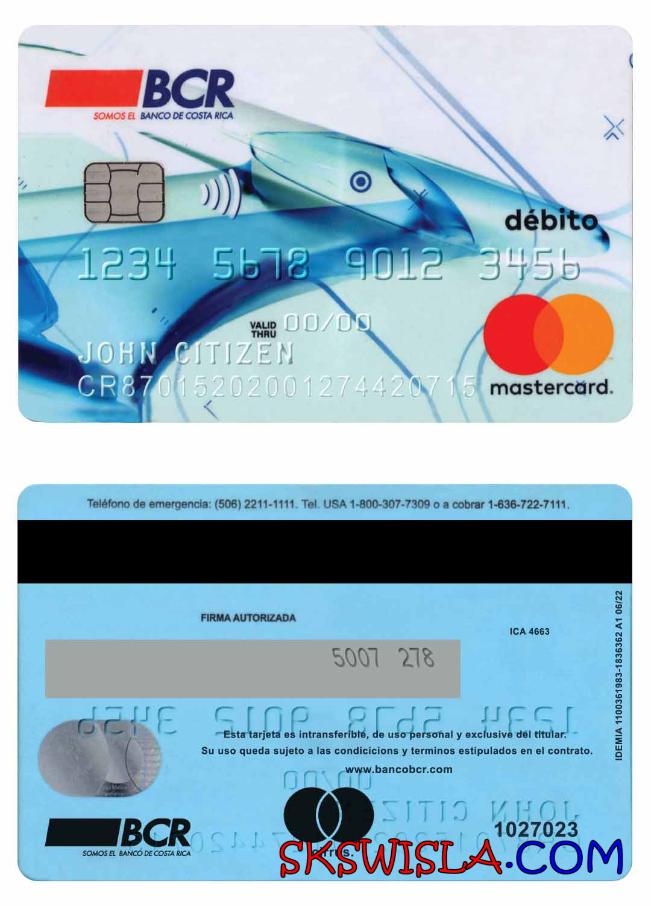 BCR
SOMOS EL BANCO DE COSTA RICA
débito
1234 5678 9012 3456
VALID THRU 00/00
JOHN CITIZEN
CR87015202001274420715
mastercard.
Teléfono de emergencia: (506) 2211-1111. Tel. USA 1-800-307-7309 o a cobrar 1-636-722-7111.
FIRMA AUTORIZADA
ICA 4663
IDEMIA 1100361983-1836362 A1 06/22
5007 278
Esta tarjeta es intransferible, de uso personal y exclusive del titular.
Su uso queda sujeto a las condicicions y terminos estipulados en el contrato.
www.bancobcr.com
BCR
SOMOS EL BANCO DE COSTA RICA
cirrus.
1027023
SKSWISLA.COM